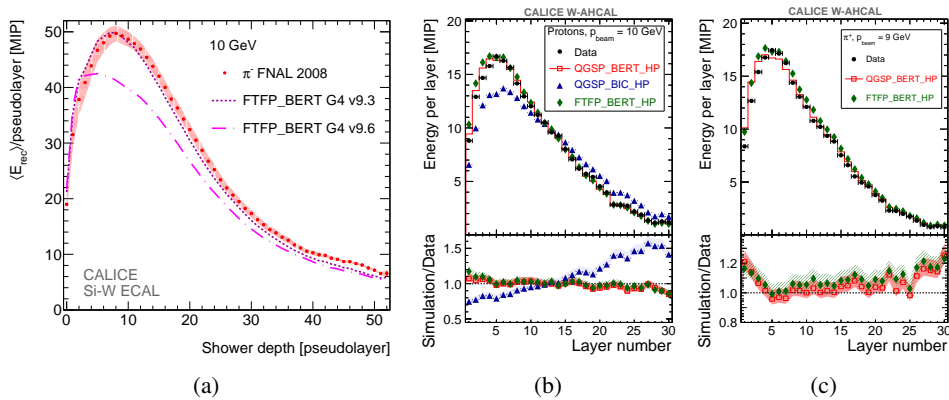 10 GeV
π⁻ FNAL 2008
FTFP_BERT G4 v9.3
FTFP_BERT G4 v9.6
CALICE
Si-W ECAL
⟨E_rec⟩/pseudolayer [MIP]
0
10
20
30
40
50
60
0 10 20 30 40 50
Shower depth [pseudolayer]
(a)
CALICE W-AHCAL
Protons, p_beam = 10 GeV
Data
QGSP_BERT_HP
QGSP_BIC_HP
FTFP_BERT_HP
Energy per layer [MIP]
20
15
10
5
Simulation/Data
1.5
1.0
0.5
5 10 15 20 25 30
Layer number
(b)
CALICE W-AHCAL
π⁺, p_beam = 9 GeV
Data
QGSP_BERT_HP
FTFP_BERT_HP
Energy per layer [MIP]
20
15
10
5
Simulation/Data
1.2
1.0
0.8
5 10 15 20 25 30
Layer number
(c)